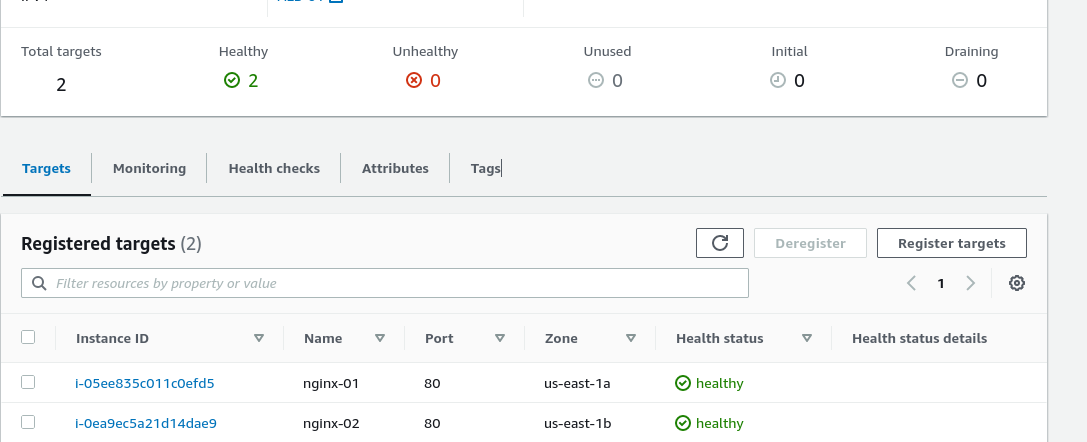 Total targets Healthy Unhealthy Unused Initial Draining
2 2 0 0 0 0
Targets Monitoring Health checks Attributes Tags
Registered targets (2) Deregister Register targets
Filter resources by property or value 1
Instance ID Name Port Zone Health status Health status details
i-05ee835c011c0efd5 nginx-01 80 us-east-1a healthy
i-0ea9ec5a21d14dae9 nginx-02 80 us-east-1b healthy